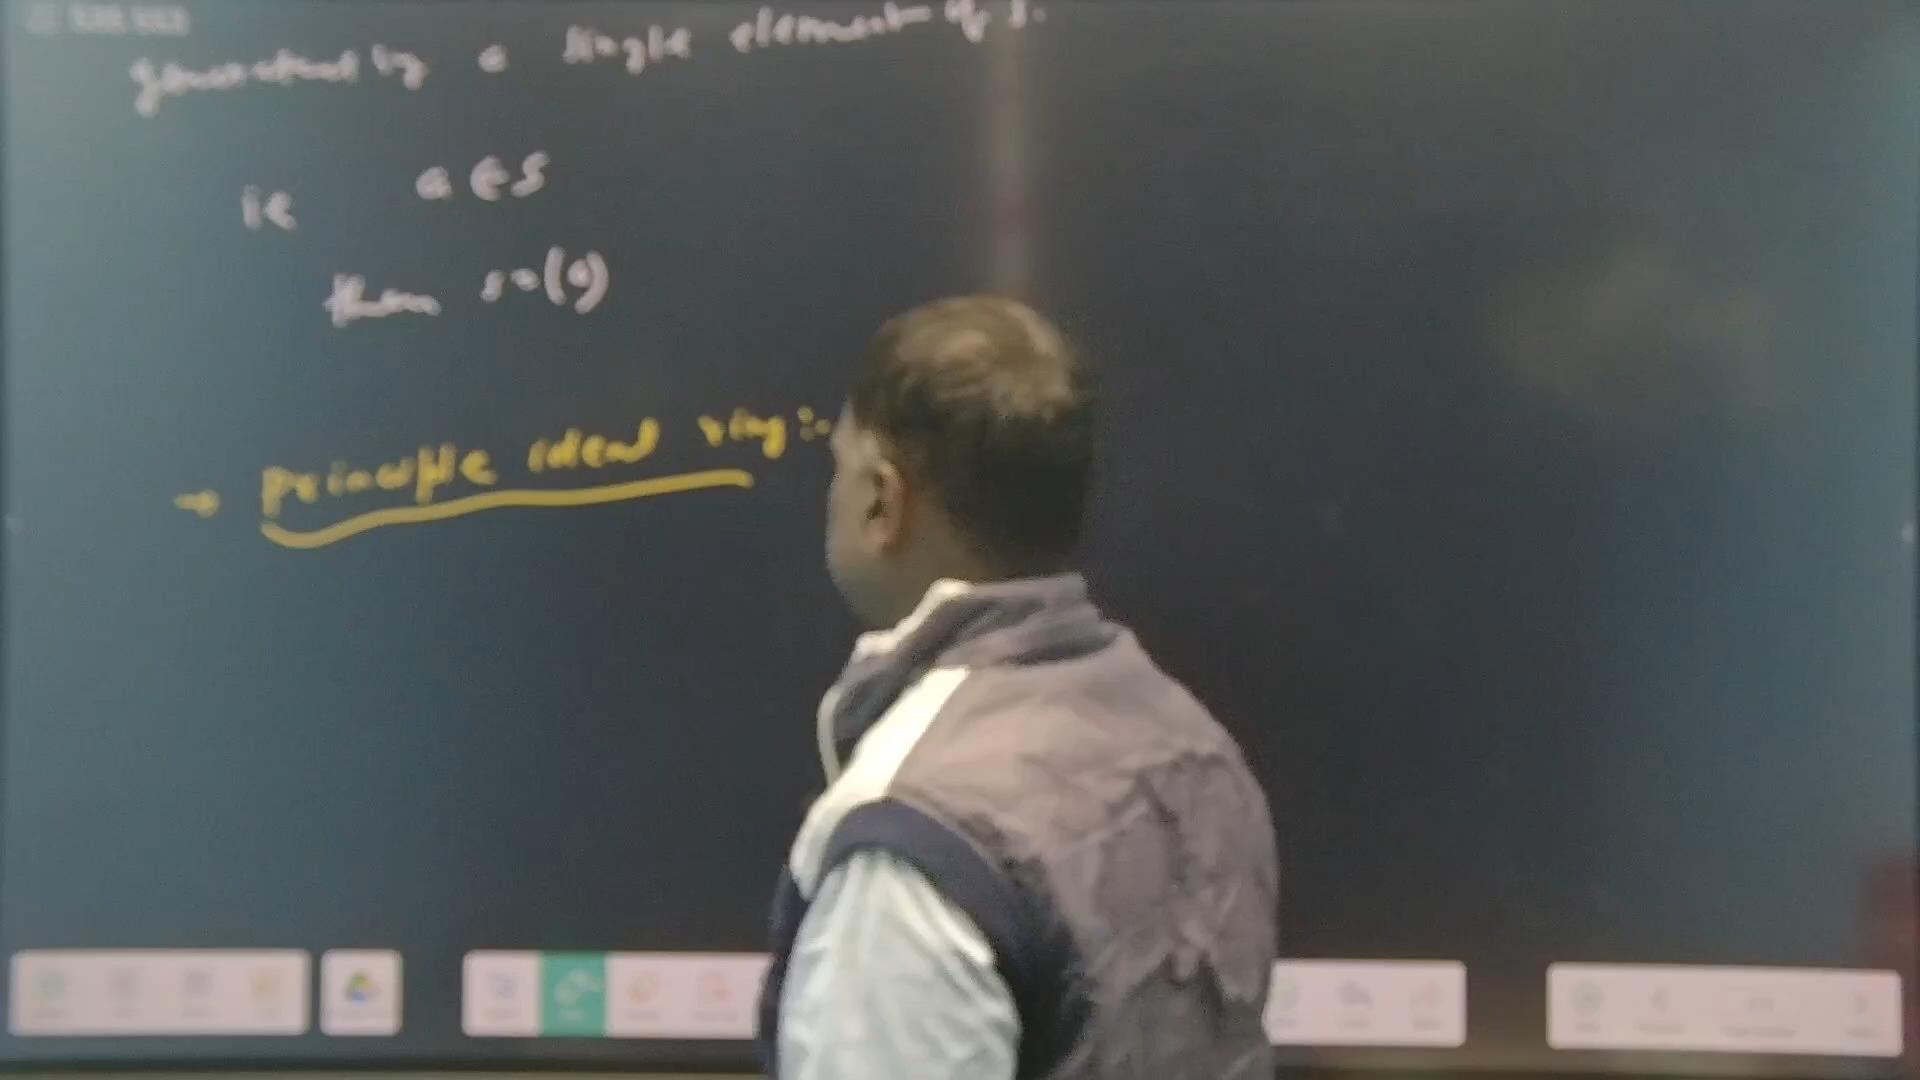 generated by a single element of S.
ie a ∈ S
then S = (a)
→ principle ideal ring :-